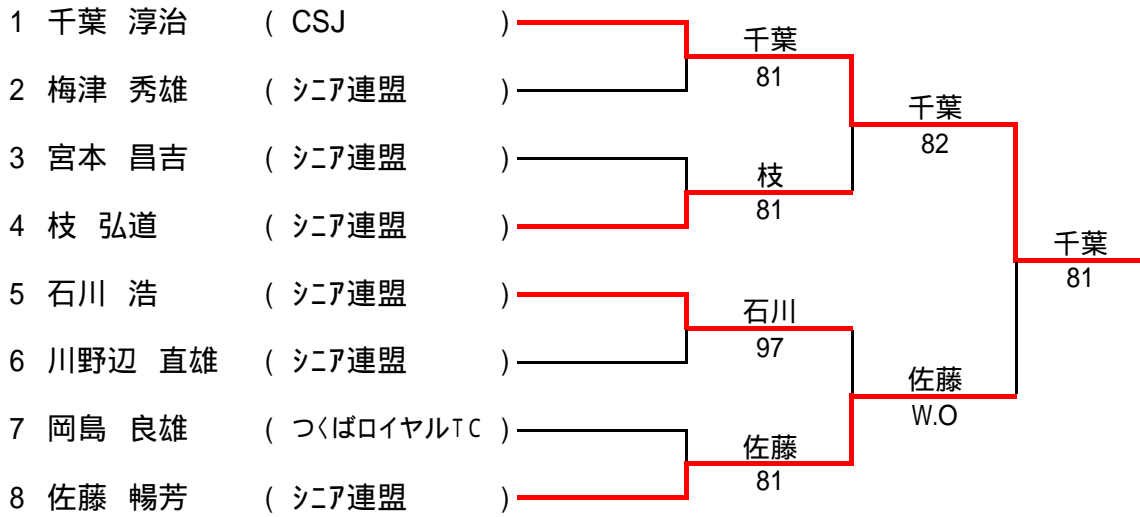 1 千葉 淳治 ( CSJ )
千葉
81
2 梅津 秀雄 ( シニア連盟 )
千葉
82
3 宮本 昌吉 ( シニア連盟 )
枝
81
4 枝 弘道 ( シニア連盟 )
千葉
81
5 石川 浩 ( シニア連盟 )
石川
97
6 川野辺 直雄 ( シニア連盟 )
佐藤
W.O
7 岡島 良雄 ( つくばロイヤルTC )
佐藤
81
8 佐藤 暢芳 ( シニア連盟 )